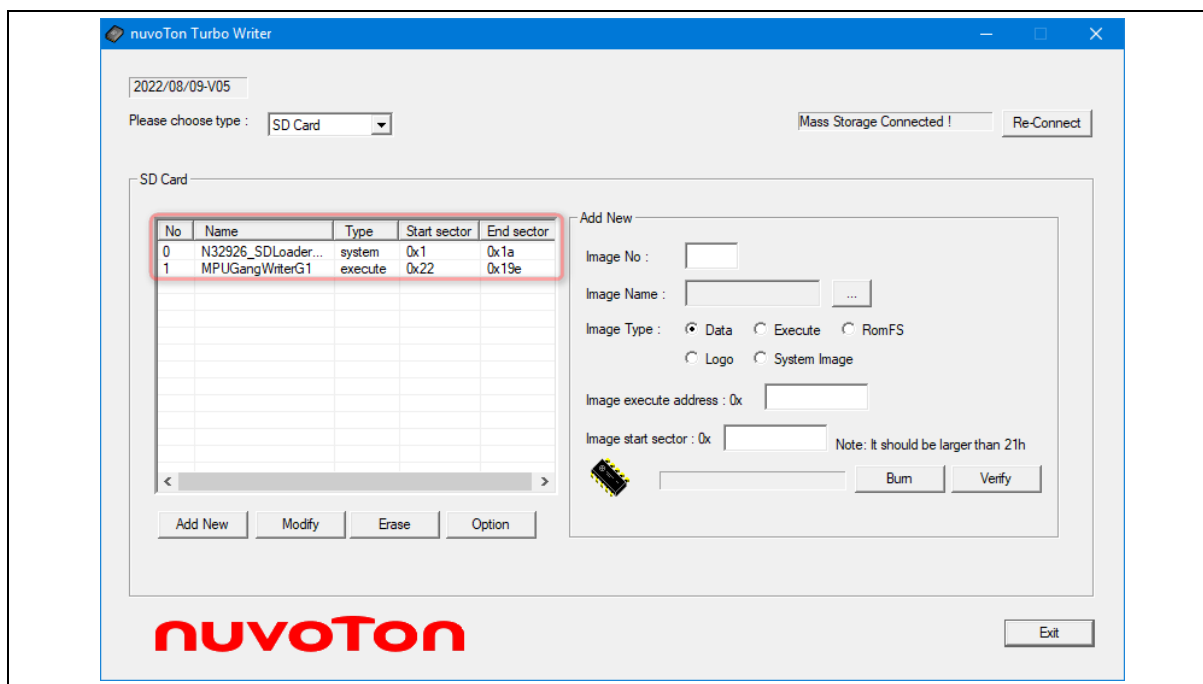 nuvoTon Turbo Writer
2022/08/09-V05
Please choose type :
SD Card
Mass Storage Connected !
Re-Connect
SD Card
No Name Type Start sector End sector
0 N32926_SDLoader... system 0x1 0x1a
1 MPUGangWriterG1 execute 0x22 0x19e
Add New Modify Erase Option
Add New
Image No :
Image Name : ...
Image Type : Data Execute RomFS
Logo System Image
Image execute address : 0x
Image start sector : 0x Note: It should be larger than 21h
Burn Verify
nuvoTon
Exit